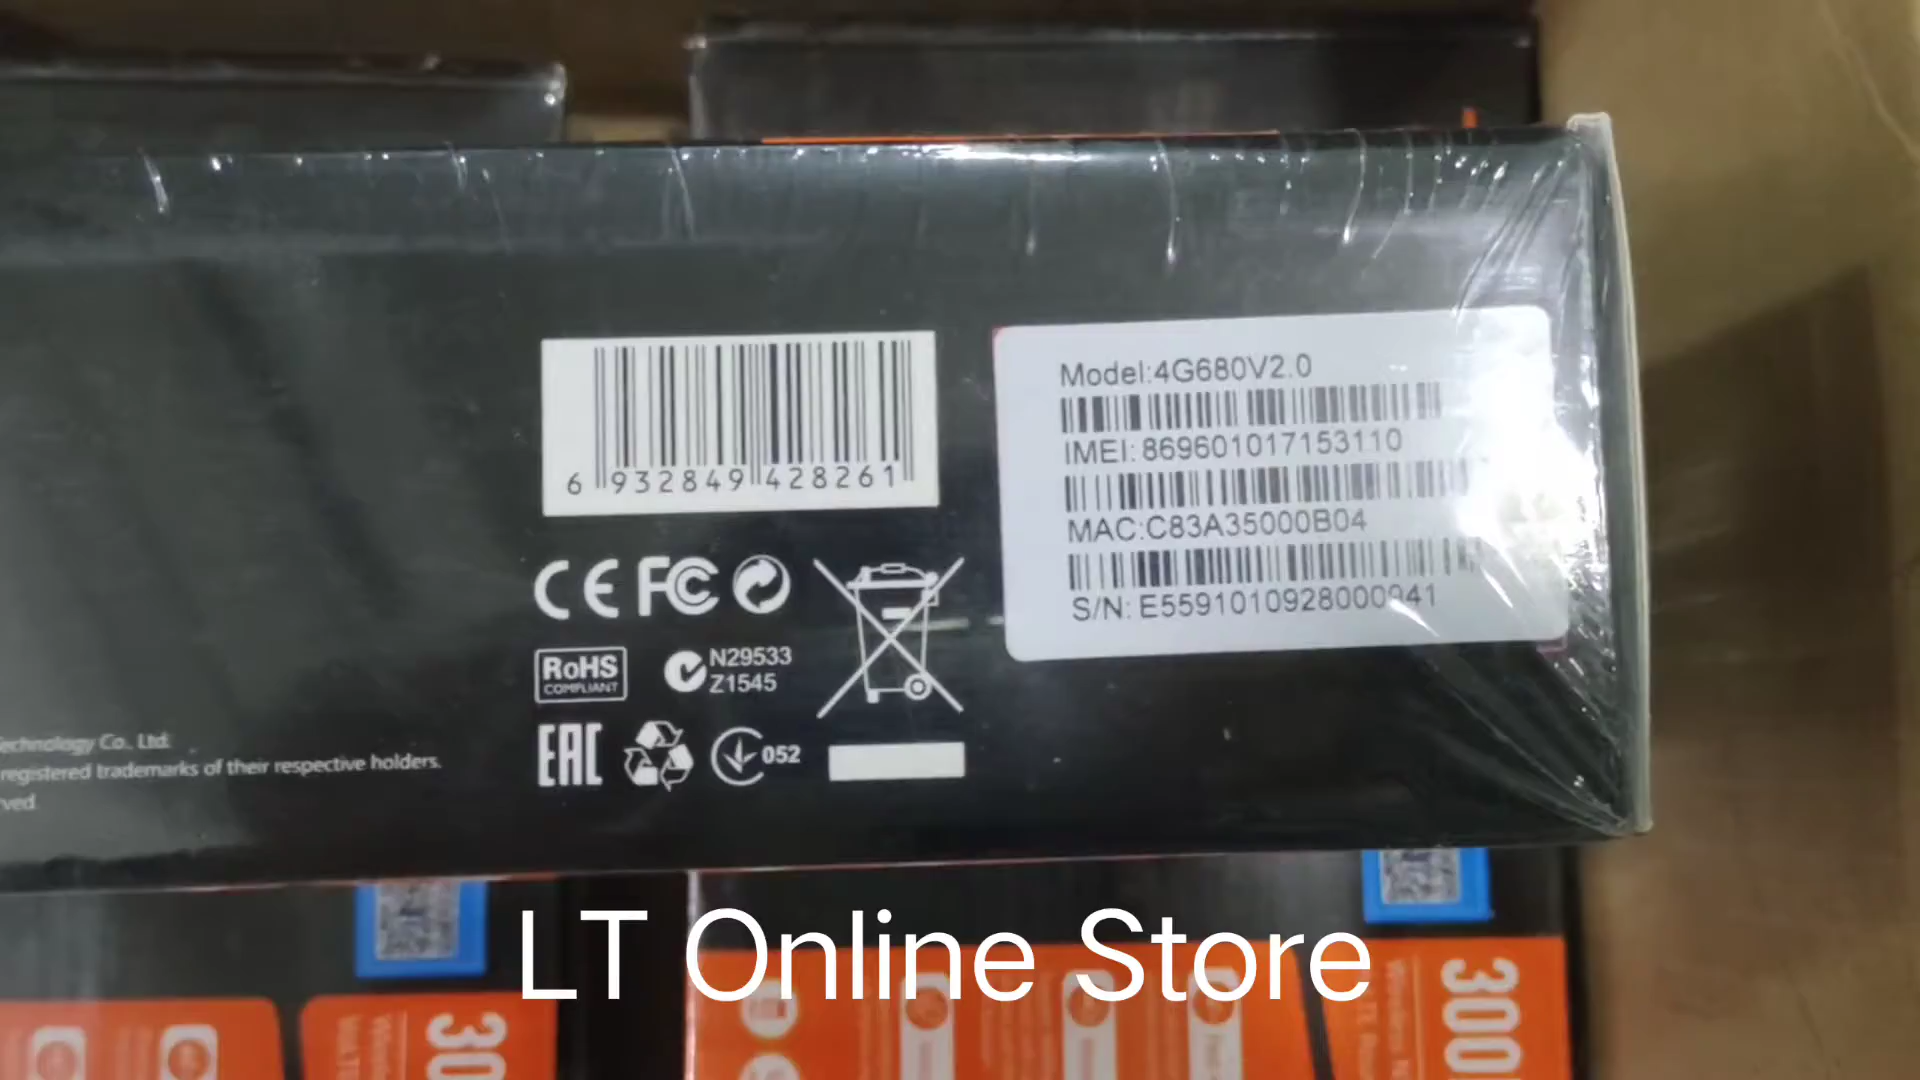 Model:4G680V2.0
IMEI: 869601017153110
MAC:C83A35000B04
S/N: E5591010928000941
6 932849 428261
CE FC
RoHS
COMPLIANT
N29533
Z1545
EAC
052
Technology Co., Ltd.
registered trademarks of their respective holders.
LT Online Store
300
30